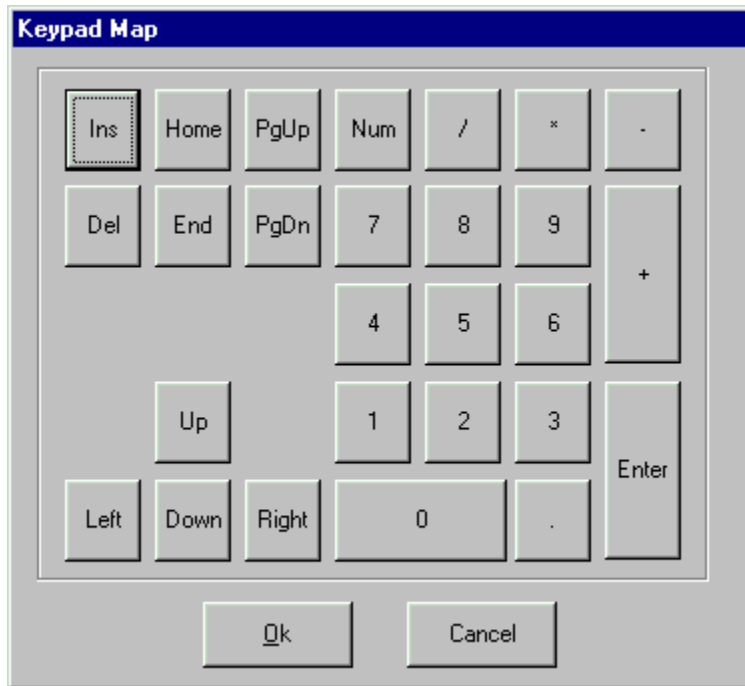 Keypad Map
Ins Home PgUp Num / * -
Del End PgDn 7 8 9
+
4 5 6
Up 1 2 3
Enter
Left Down Right 0 .
Ok Cancel